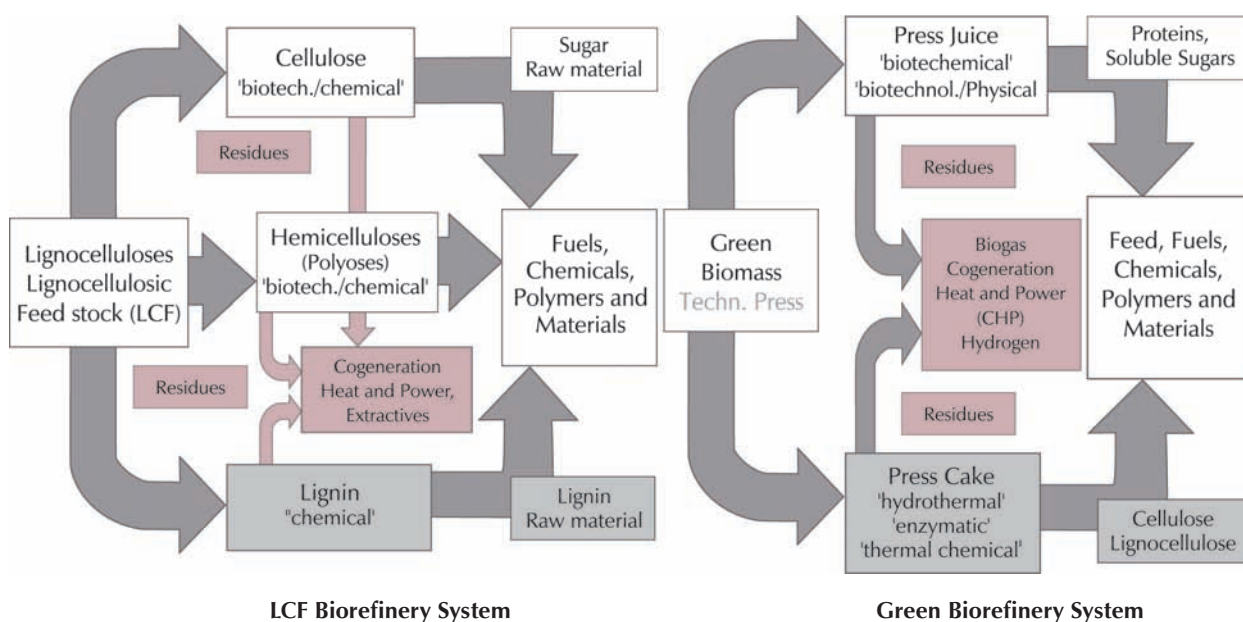 Cellulose
'biotech./chemical'
Sugar
Raw material
Residues
Lignocelluloses
Lignocellulosic
Feed stock (LCF)
Hemicelluloses
(Polyoses)
'biotech./chemical'
Fuels,
Chemicals,
Polymers and
Materials
Residues
Cogeneration
Heat and Power,
Extractives
Lignin
"chemical'
Lignin
Raw material
LCF Biorefinery System
Press Juice
'biotechemical'
'biotechnol./Physical
Proteins,
Soluble Sugars
Residues
Green
Biomass
Techn. Press
Biogas
Cogeneration
Heat and Power
(CHP)
Hydrogen
Feed, Fuels,
Chemicals,
Polymers and
Materials
Residues
Press Cake
'hydrothermal'
'enzymatic'
'thermal chemical'
Cellulose
Lignocellulose
Green Biorefinery System